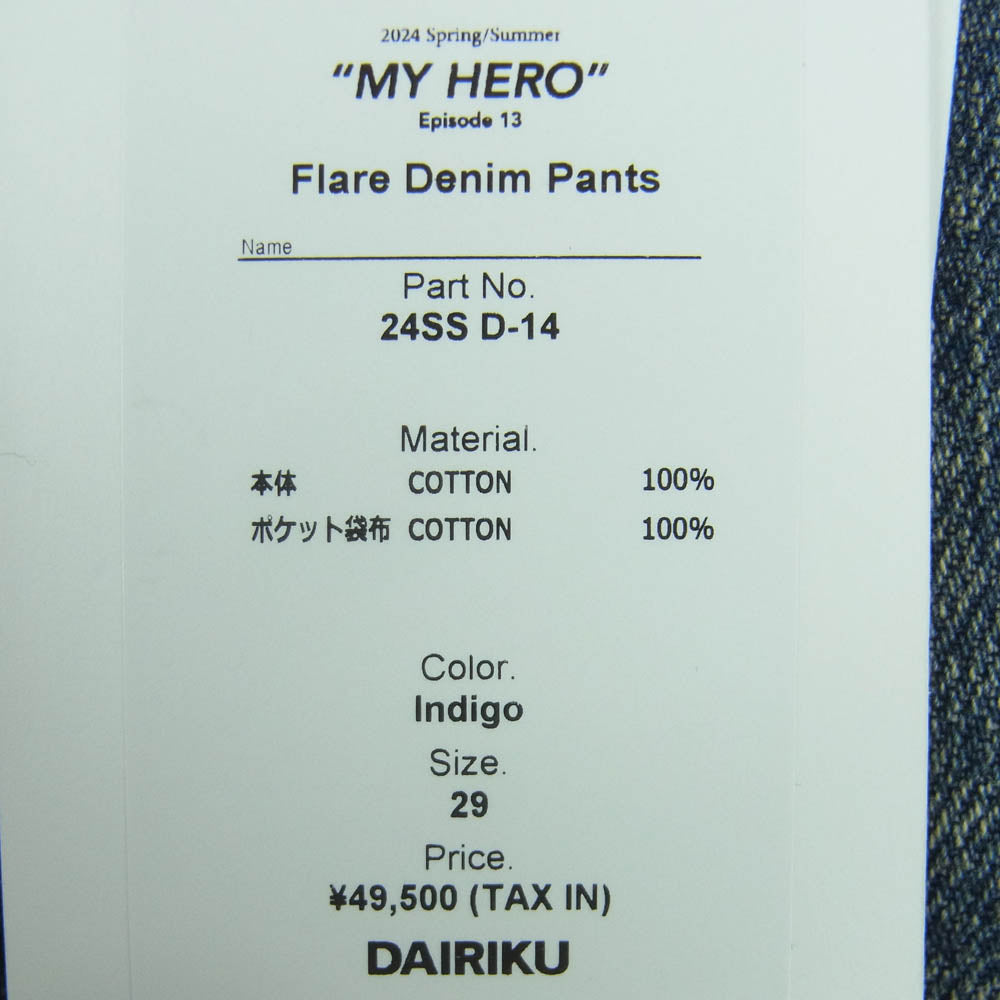 2024 Spring/Summer
"MY HERO"
Episode 13
Flare Denim Pants
Name
Part No.
24SS D-14
Material.
本体 COTTON 100%
ポケット袋布 COTTON 100%
Color.
Indigo
Size.
29
Price.
¥49,500 (TAX IN)
DAIRIKU